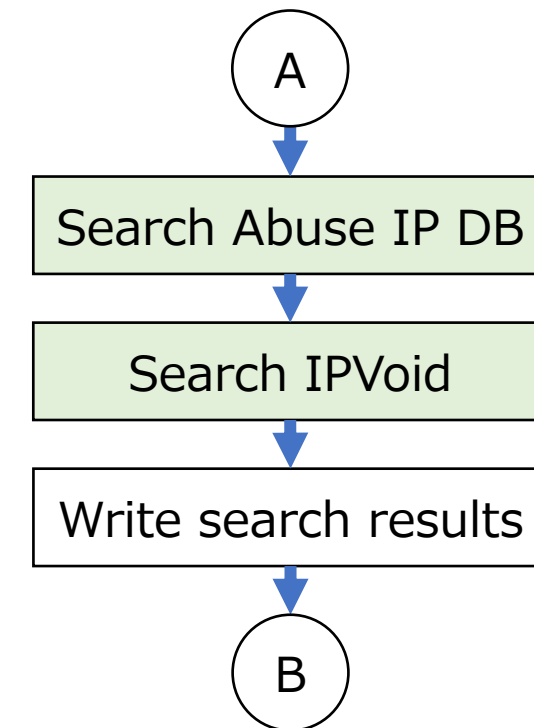 A
Search Abuse IP DB
Search IPVoid
Write search results
B